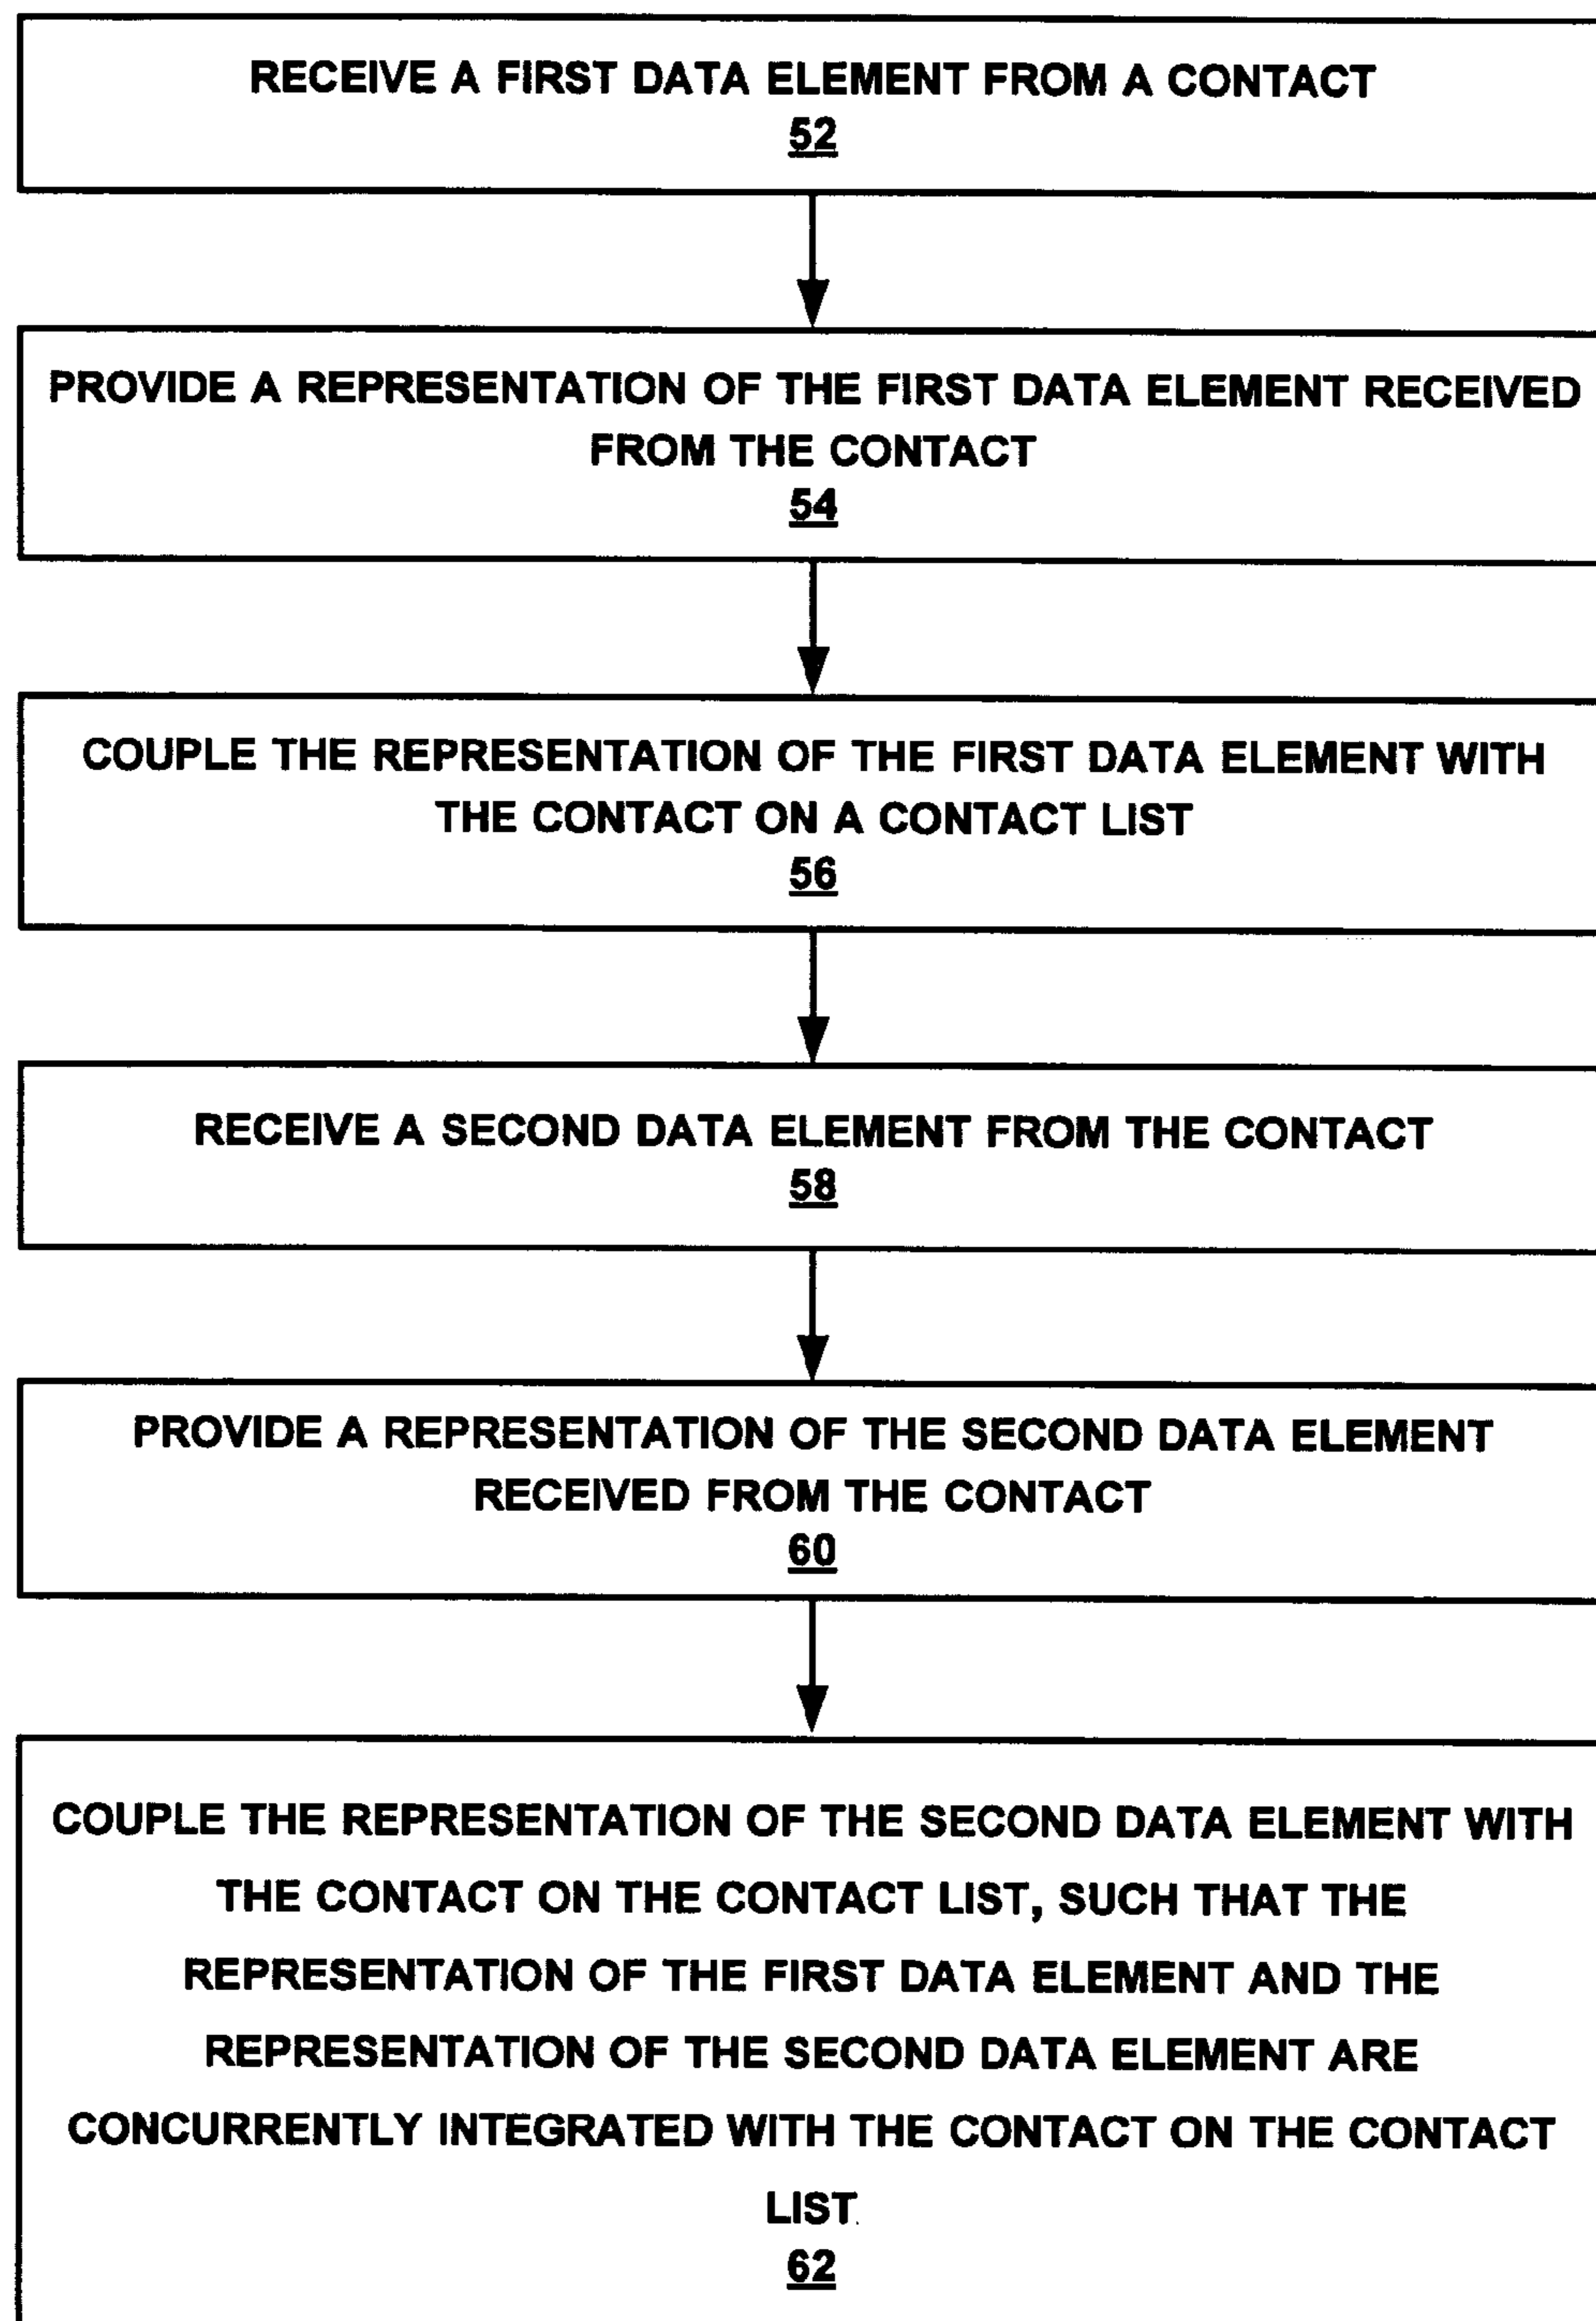 RECEIVE A FIRST DATA ELEMENT FROM A CONTACT
52
PROVIDE A REPRESENTATION OF THE FIRST DATA ELEMENT RECEIVED
FROM THE CONTACT
54
COUPLE THE REPRESENTATION OF THE FIRST DATA ELEMENT WITH
THE CONTACT ON A CONTACT LIST
56
RECEIVE A SECOND DATA ELEMENT FROM THE CONTACT
58
PROVIDE A REPRESENTATION OF THE SECOND DATA ELEMENT
RECEIVED FROM THE CONTACT
60
COUPLE THE REPRESENTATION OF THE SECOND DATA ELEMENT WITH
THE CONTACT ON THE CONTACT LIST, SUCH THAT THE
REPRESENTATION OF THE FIRST DATA ELEMENT AND THE
REPRESENTATION OF THE SECOND DATA ELEMENT ARE
CONCURRENTLY INTEGRATED WITH THE CONTACT ON THE CONTACT
LIST
62